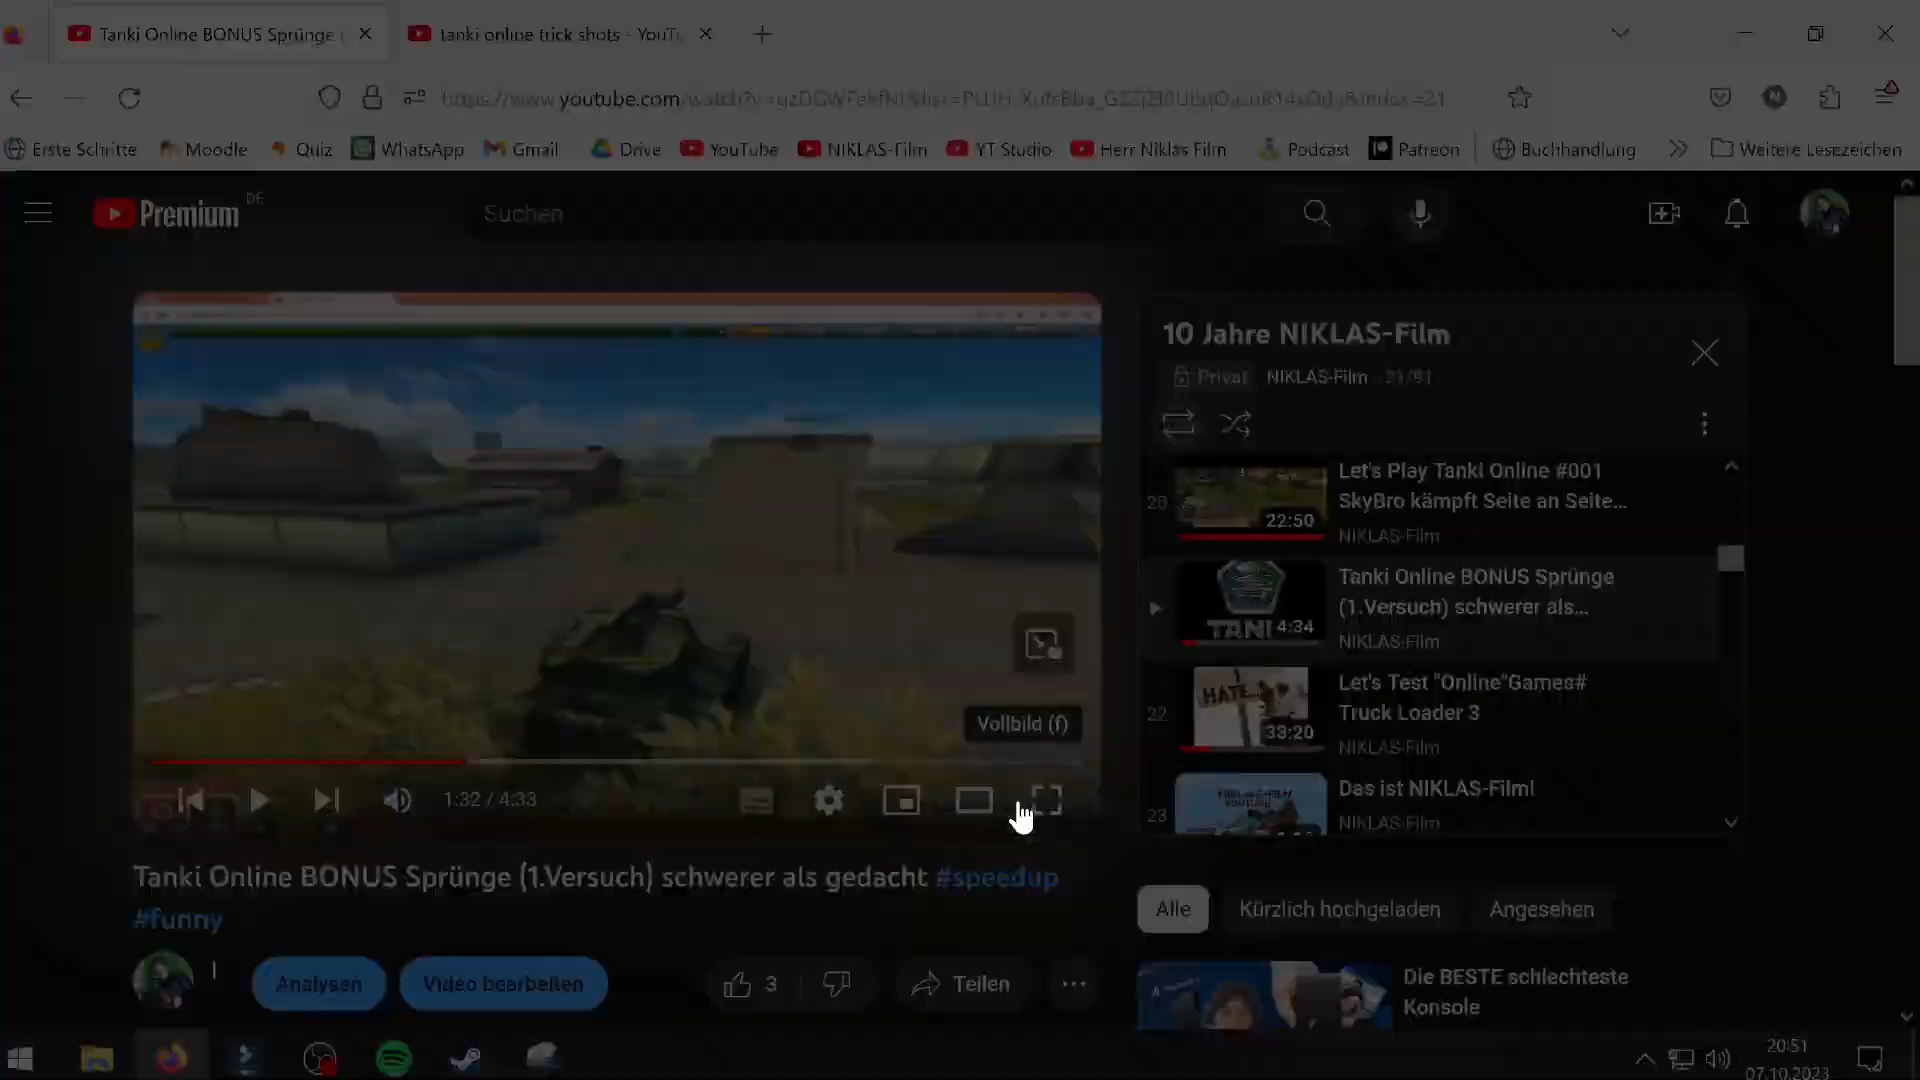 Tanki Online BONUS Sprünge
tanki online trick shots - YouTu
Erste Schritte
Moodle
Quiz
WhatsApp
Gmail
Drive
YouTube
NIKLAS-Film
YT Studio
Herr Niklas Film
Podcast
Patreon
Buchhandlung
Weitere Lesezeichen
Premium
DE
Suchen
10 Jahre NIKLAS-Film
Privat NIKLAS-Film
Let's Play Tanki Online #001
SkyBro kämpft Seite an Seite...
20
22:50
NIKLAS-Film
Tanki Online BONUS Sprünge
(1.Versuch) schwerer als...
TANI 4:34
NIKLAS-Film
Let's Test "Online"Games#
Truck Loader 3
22
I
HATE
33:20
NIKLAS-Film
Das ist NIKLAS-Film!
23
NIKLAS-Film
Vollbild (f)
1:32 / 4:33
Tanki Online BONUS Sprünge (1.Versuch) schwerer als gedacht #speedup
#funny
Analysen
Video bearbeiten
3
Teilen
Alle
Kürzlich hochgeladen
Angesehen
Die BESTE schlechteste
Konsole
20:51
07.10.2023